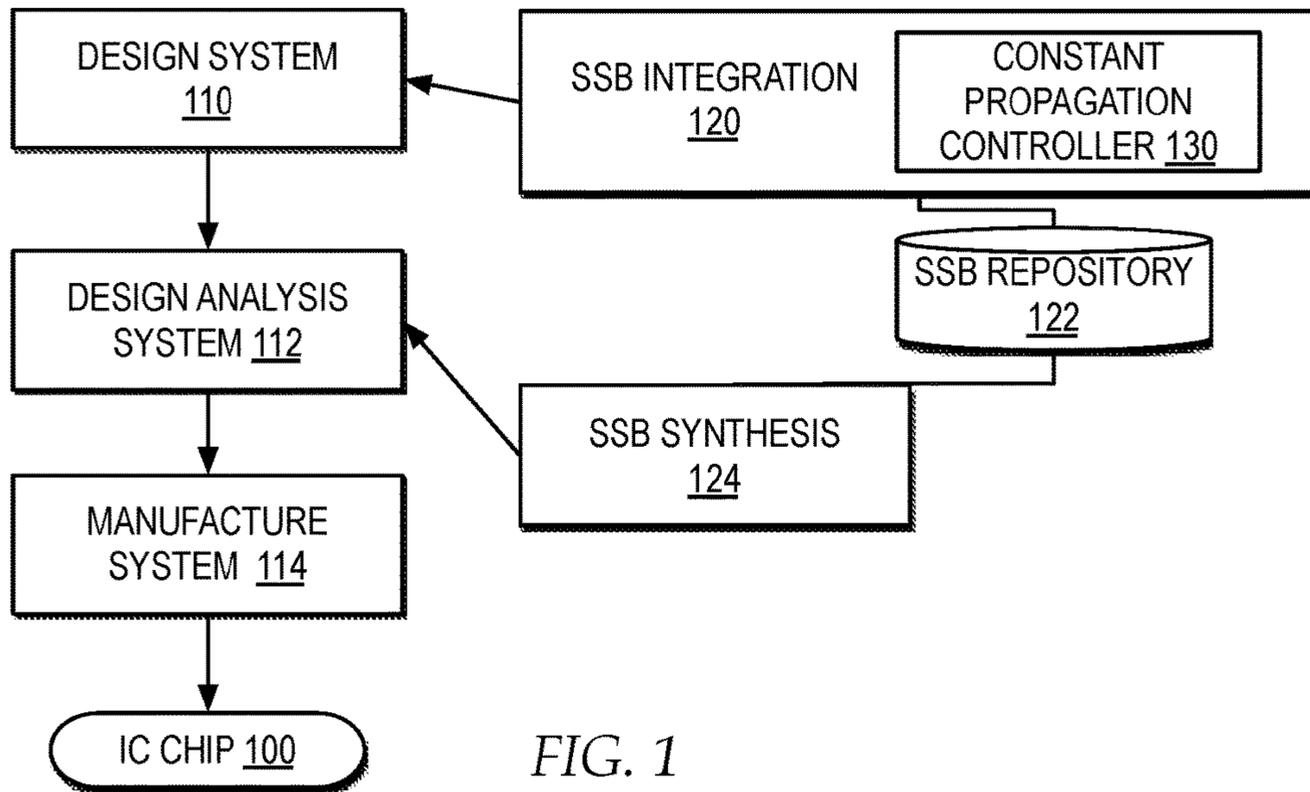 DESIGN SYSTEM
110
SSB INTEGRATION
120
CONSTANT
PROPAGATION
CONTROLLER 130
DESIGN ANALYSIS
SYSTEM 112
SSB REPOSITORY
122
SSB SYNTHESIS
124
MANUFACTURE
SYSTEM 114
IC CHIP 100
FIG. 1